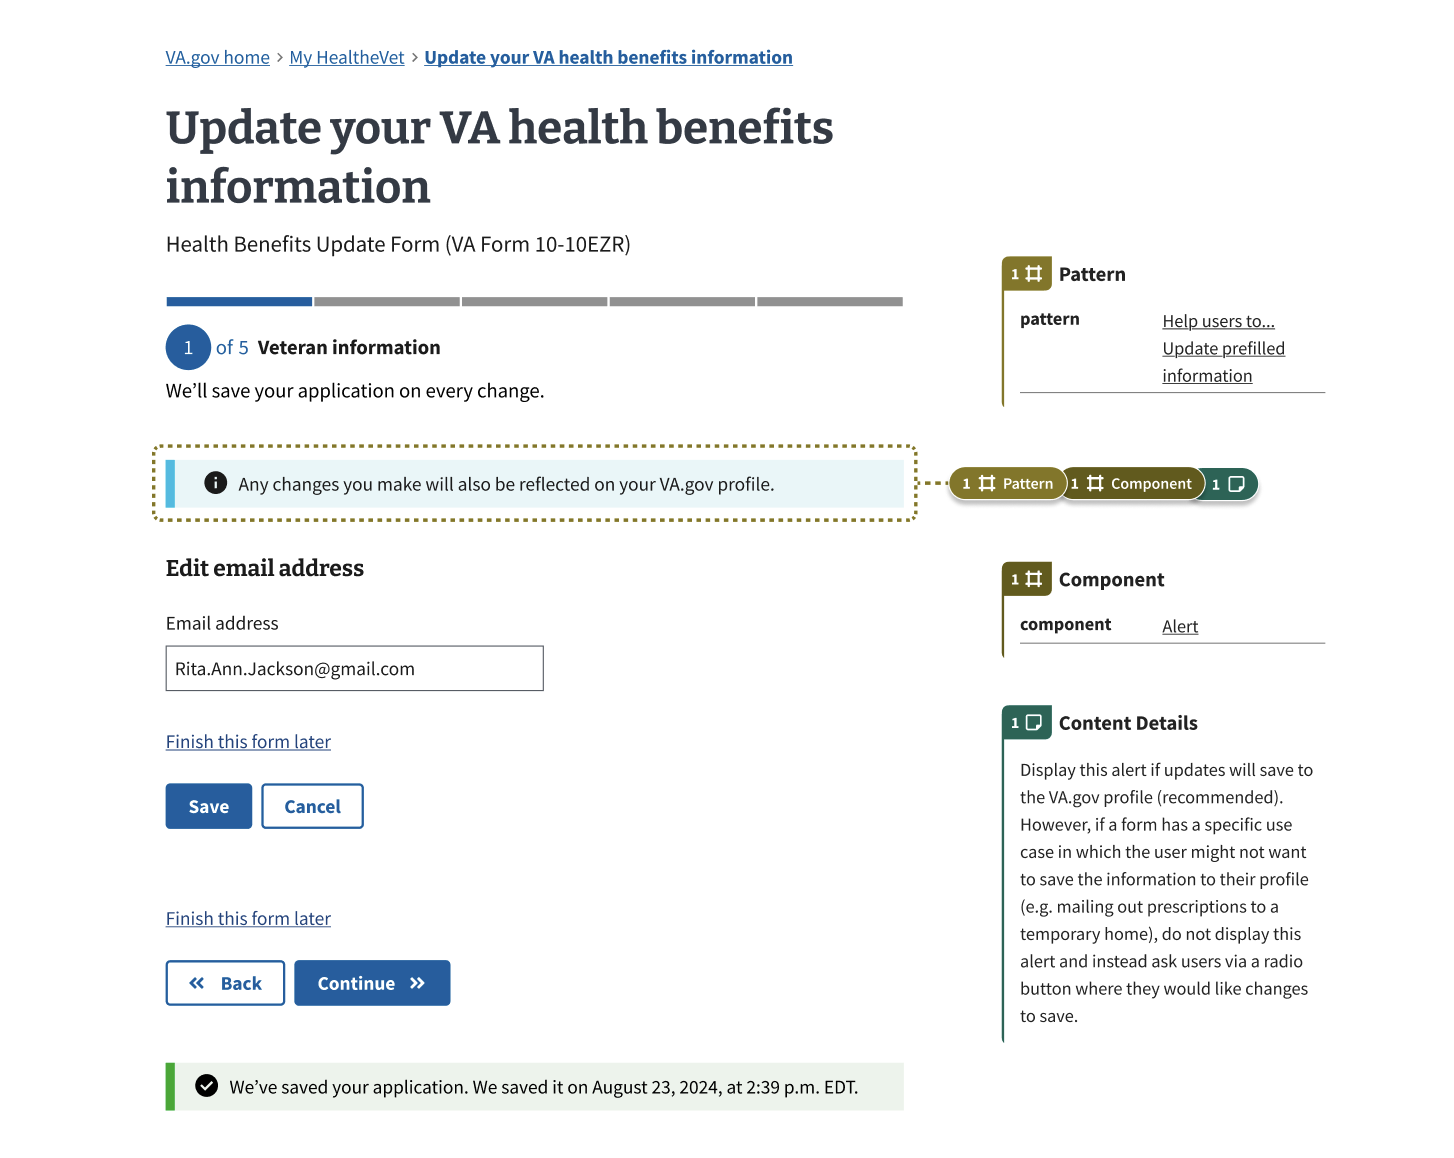 VA.gov home › My HealtheVet › Update your VA health benefits information
Update your VA health benefits
information
Health Benefits Update Form (VA Form 10-10EZR)
1 of 5 Veteran information
We’ll save your application on every change.
Any changes you make will also be reflected on your VA.gov profile.
Edit email address
Email address
Rita.Ann.Jackson@gmail.com
Finish this form later
Save Cancel
Finish this form later
Back Continue
We’ve saved your application. We saved it on August 23, 2024, at 2:39 p.m. EDT.
1 Pattern
pattern Help users to...
Update prefilled
information
1 Pattern 1 Component 1
1 Component
component Alert
1 Content Details
Display this alert if updates will save to
the VA.gov profile (recommended).
However, if a form has a specific use
case in which the user might not want
to save the information to their profile
(e.g. mailing out prescriptions to a
temporary home), do not display this
alert and instead ask users via a radio
button where they would like changes
to save.